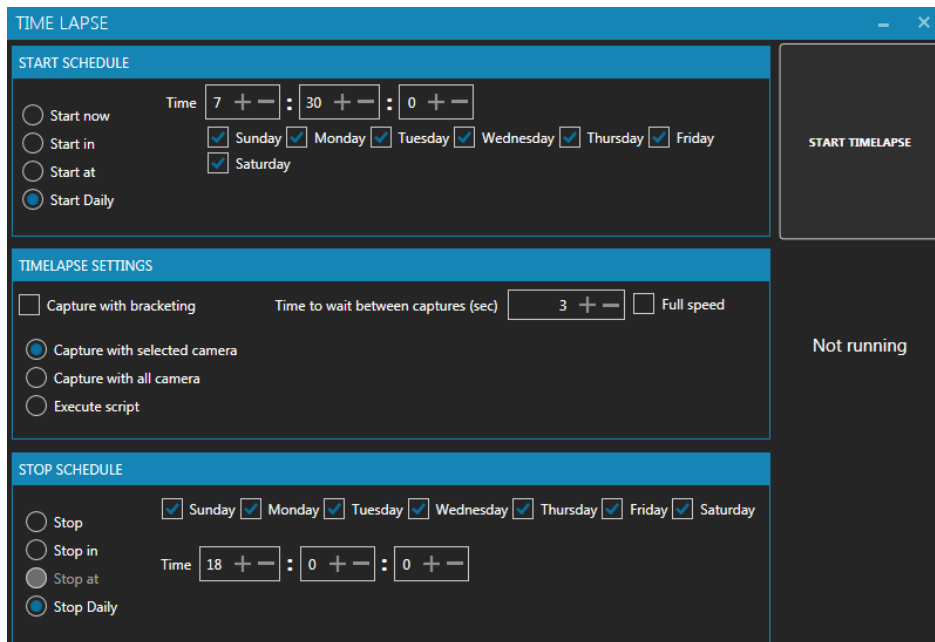 TIME LAPSE
START SCHEDULE
Start now
Start in
Start at
Start Daily
Time 7 : 30 : 0
Sunday Monday Tuesday Wednesday Thursday Friday
Saturday
START TIMELAPSE
TIMELAPSE SETTINGS
Capture with bracketing Time to wait between captures (sec) 3 Full speed
Capture with selected camera
Capture with all camera
Execute script
Not running
STOP SCHEDULE
Stop
Stop in
Stop at
Stop Daily
Sunday Monday Tuesday Wednesday Thursday Friday Saturday
Time 18 : 0 : 0